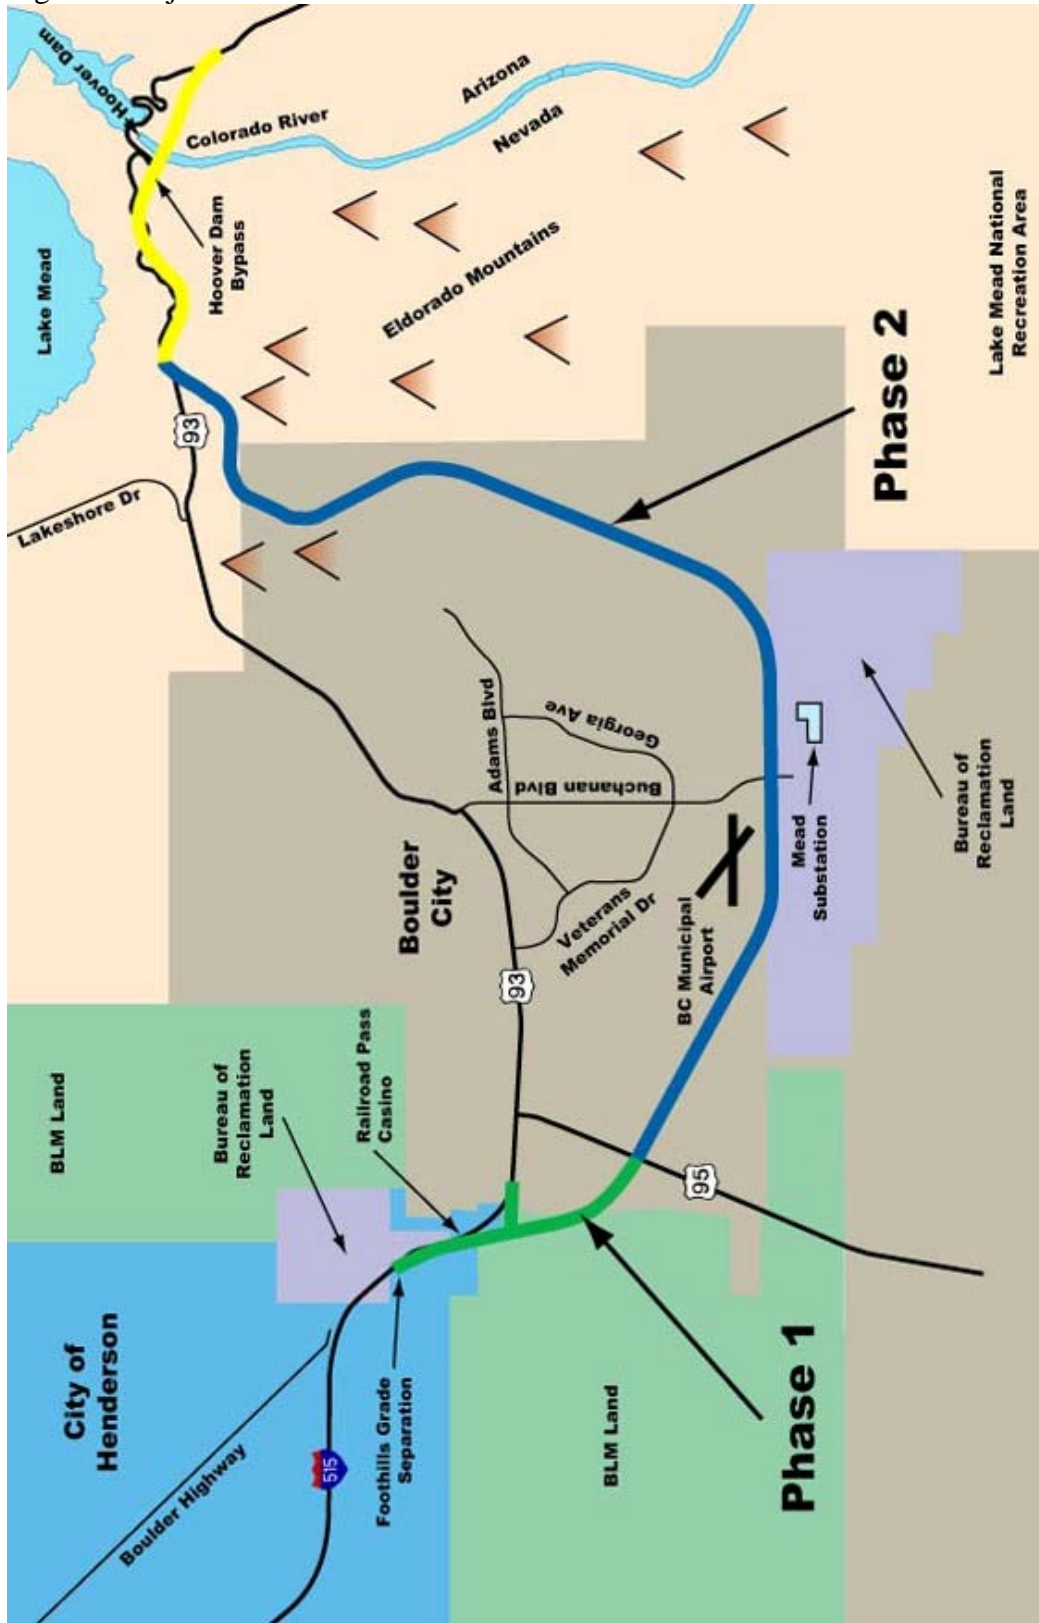 City of
Henderson
Boulder Highway
515
Foothills Grade
Separation
BLM Land
Phase 1
BLM Land
Bureau of
Reclamation
Land
Railroad Pass
Casino
95
93
Boulder
City
Veterans
Memorial Dr
BC Municipal
Airport
Adams Blvd
Buchanan Blvd
Georgia Ave
Mead
Substation
Bureau of
Reclamation
Land
Lakeshore Dr
93
Phase 2
Lake Mead
Hoover Dam
Bypass
Eldorado Mountains
Lake Mead National
Recreation Area
Hoover Dam
Colorado River
Arizona
Nevada